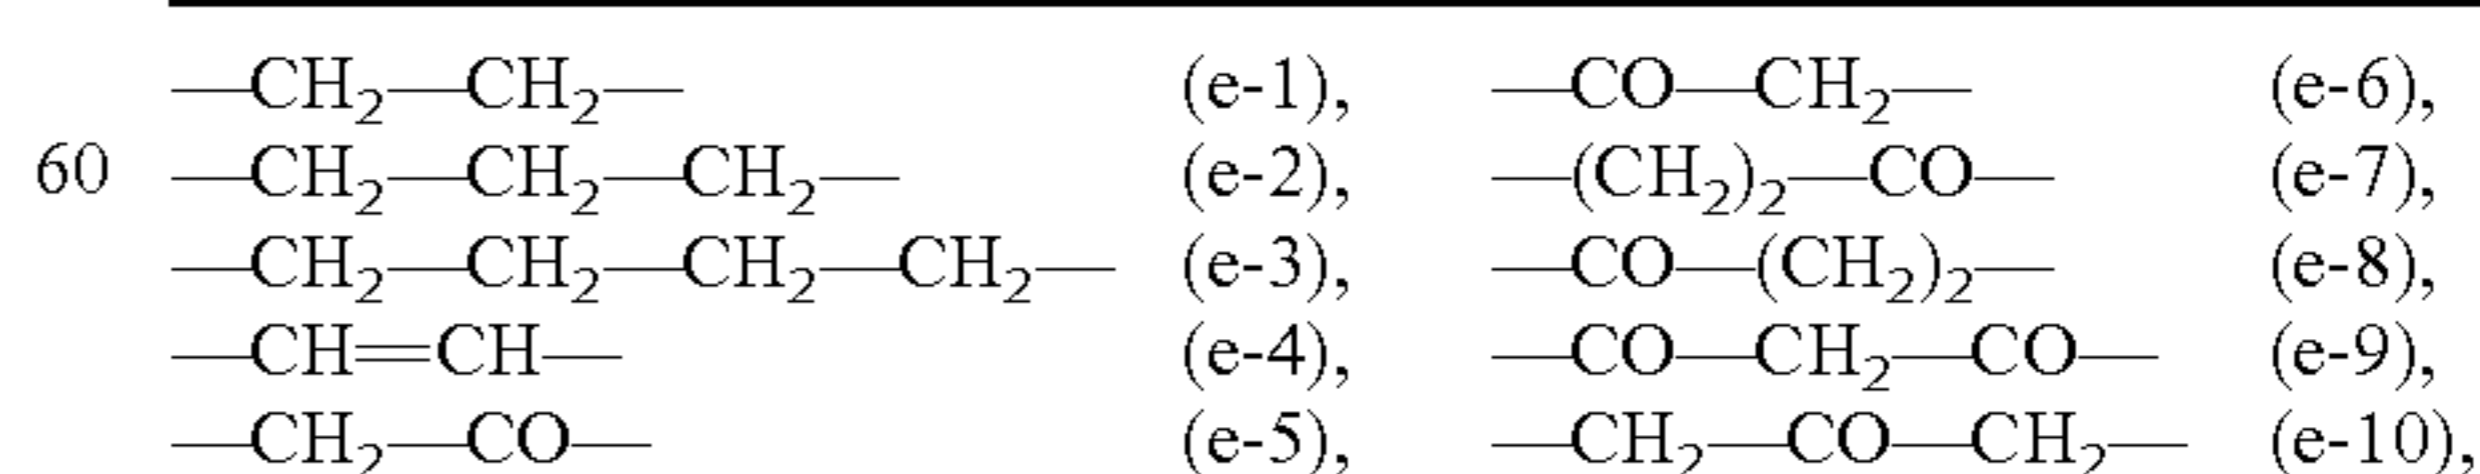 —CH₂—CH₂— (e-1), —CO—CH₂— (e-6),
60 —CH₂—CH₂—CH₂— (e-2), —(CH₂)₂—CO— (e-7),
—CH₂—CH₂—CH₂—CH₂— (e-3), —CO—(CH₂)₂— (e-8),
—CH=CH— (e-4), —CO—CH₂—CO— (e-9),
—CH₂—CO— (e-5), —CH₂—CO—CH₂— (e-10),